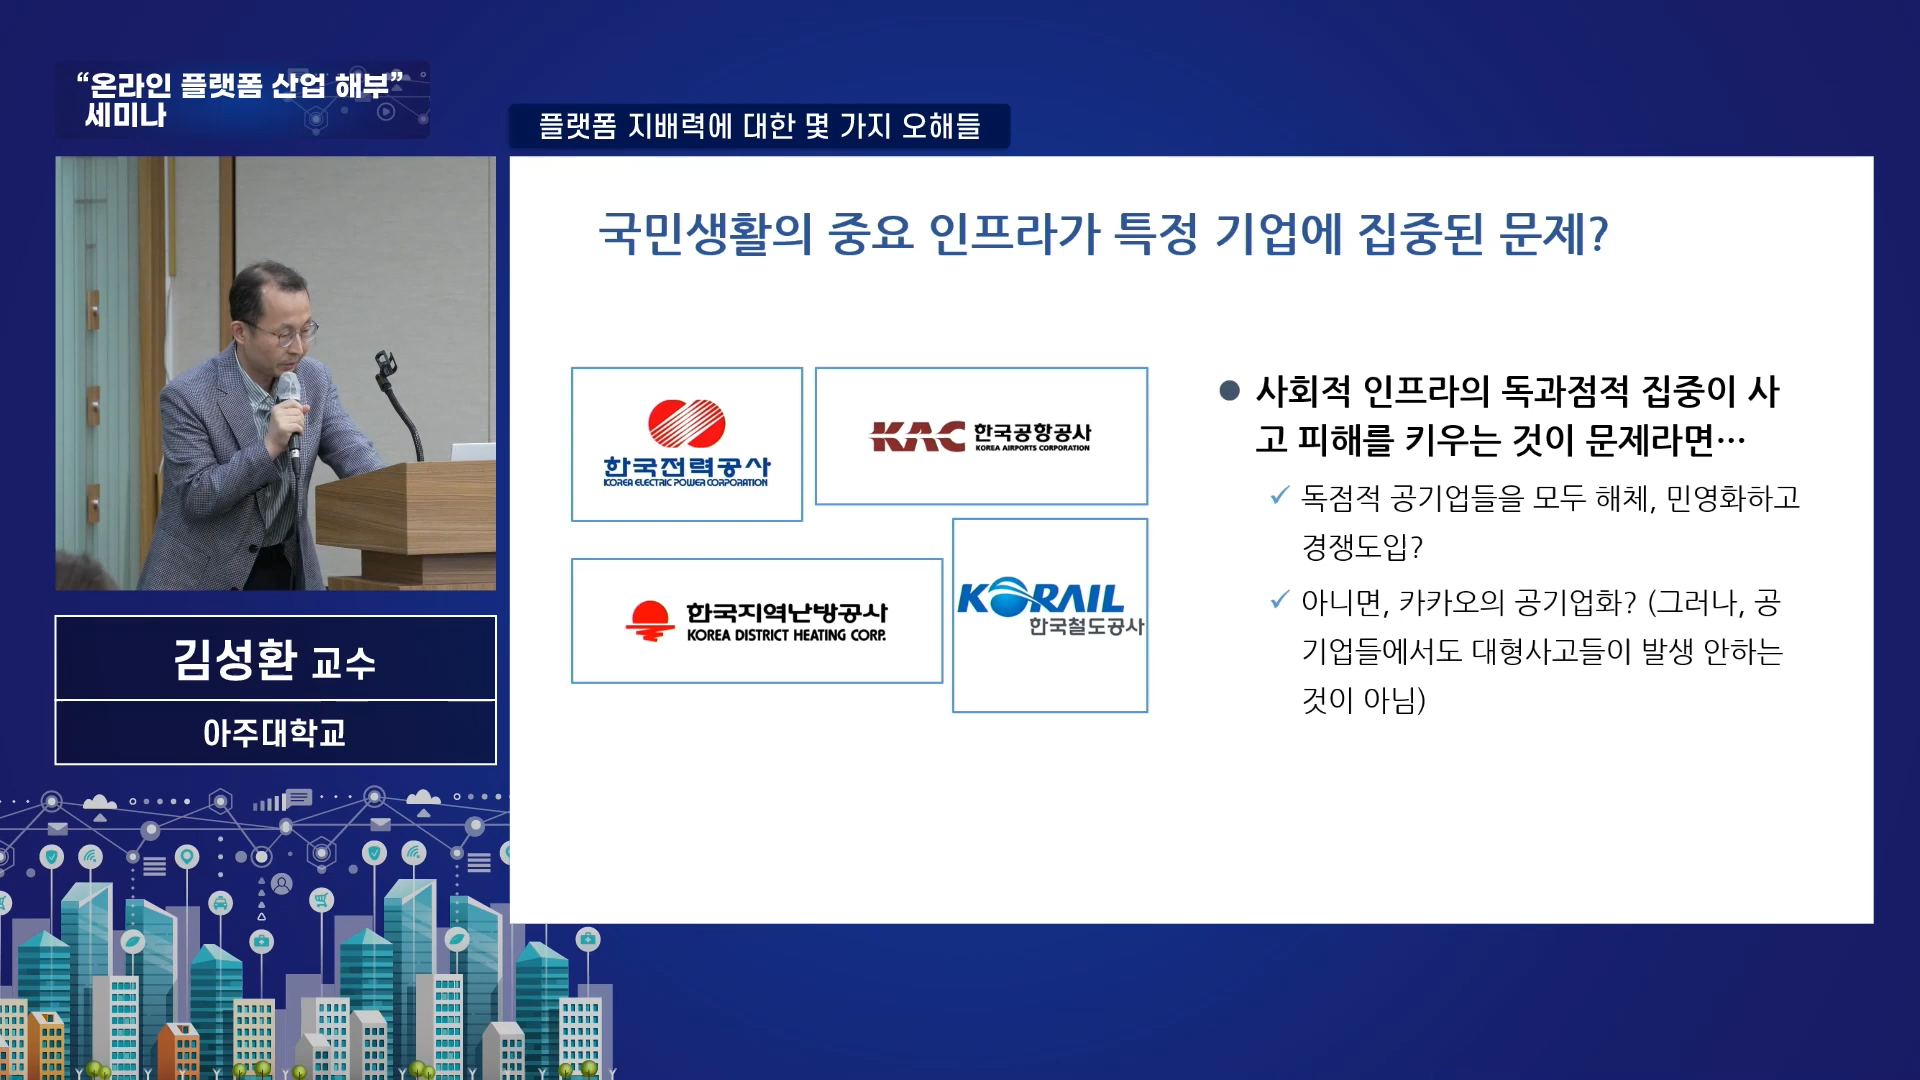 “온라인 플랫폼 산업 해부”
세미나
플랫폼 지배력에 대한 몇 가지 오해들
국민생활의 중요 인프라가 특정 기업에 집중된 문제?
한국전력공사
KOREA ELECTRIC POWER CORPORATION
KAC 한국공항공사
KOREA AIRPORTS CORPORATION
한국지역난방공사
KOREA DISTRICT HEATING CORP.
KORAIL
한국철도공사
사회적 인프라의 독과점적 집중이 사
고 피해를 키우는 것이 문제라면…
독점적 공기업들을 모두 해체, 민영화하고
경쟁도입?
아니면, 카카오의 공기업화? (그러나, 공
기업들에서도 대형사고들이 발생 안하는
것이 아님)
김성환 교수
아주대학교